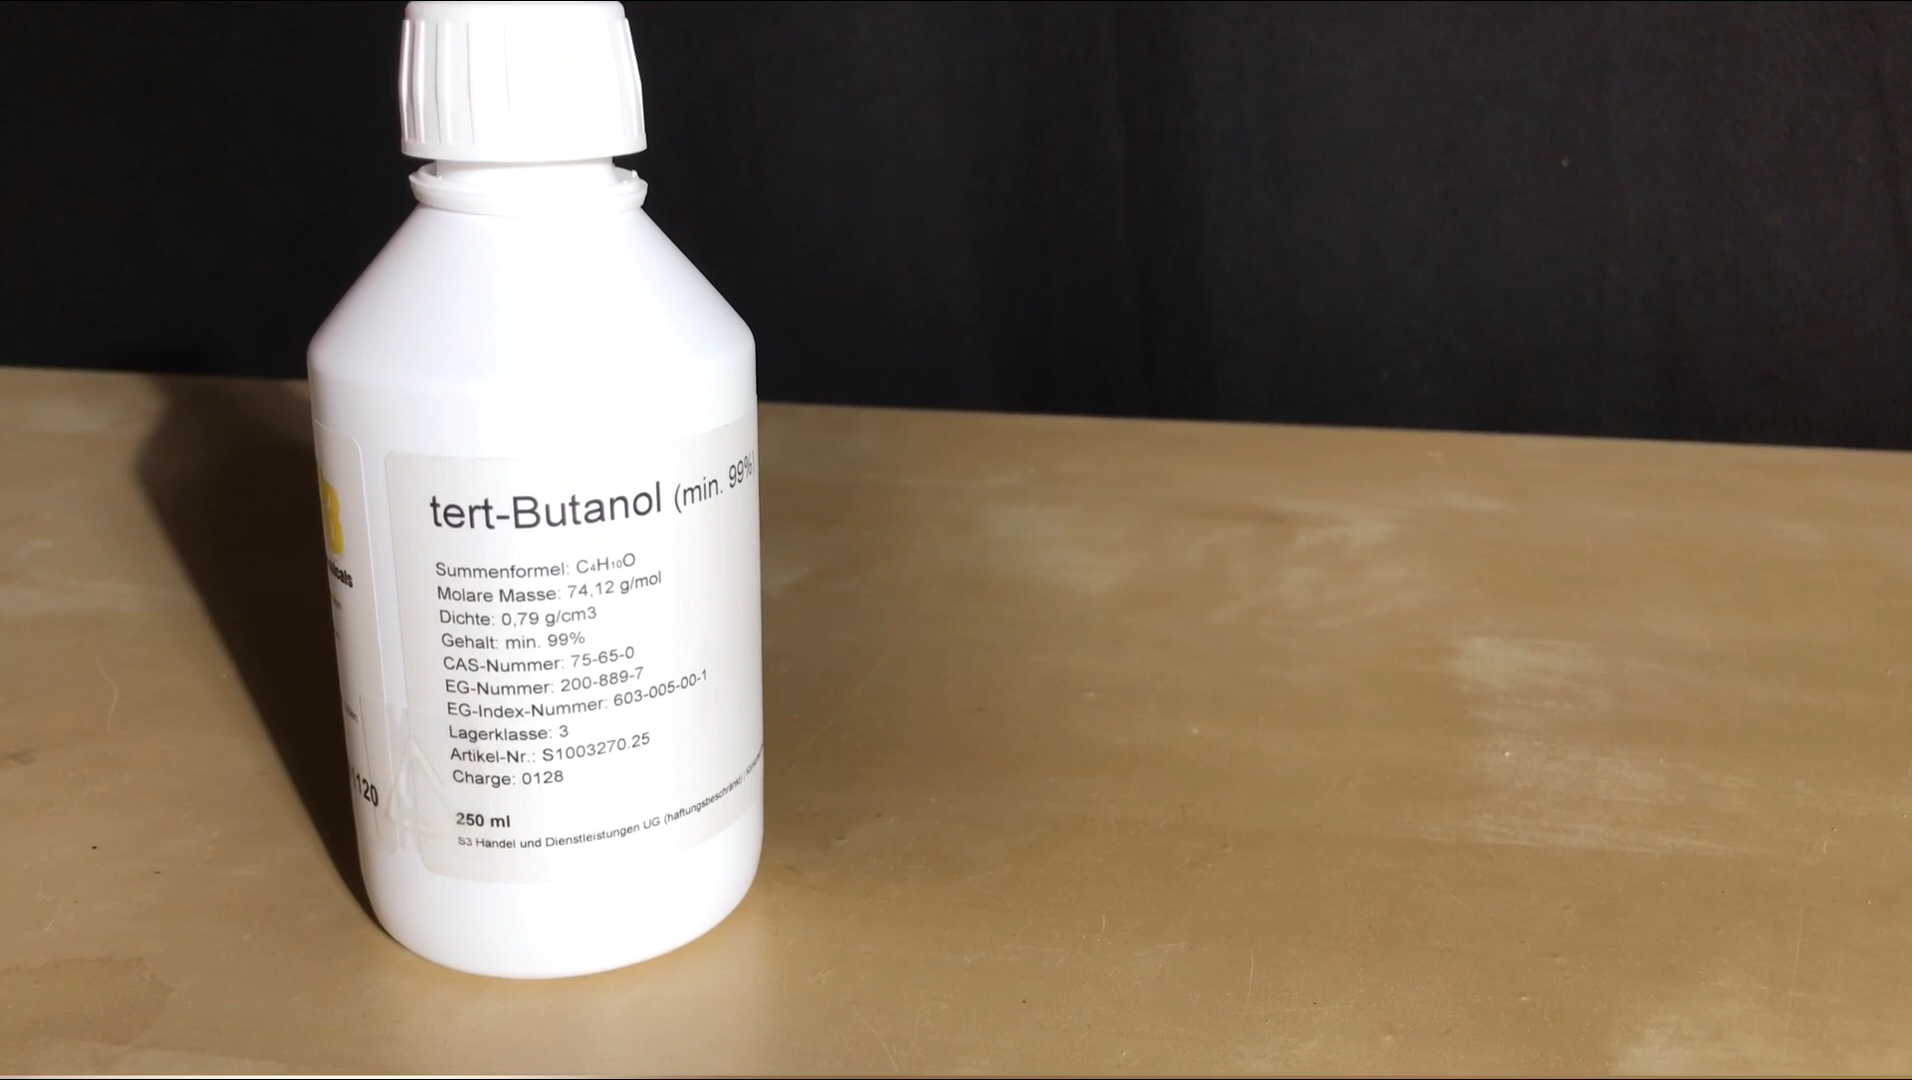 tert-Butanol (min. 99%)
Summenformel: C₄H₁₀O
Molare Masse: 74,12 g/mol
Dichte: 0,79 g/cm3
Gehalt: min. 99%
CAS-Nummer: 75-65-0
EG-Nummer: 200-889-7
EG-Index-Nummer: 603-005-00-1
Lagerklasse: 3
Artikel-Nr.: S1003270.25
Charge: 0128
250 ml
S3 Handel und Dienstleistungen UG (haftungsbeschränkt) |
1120